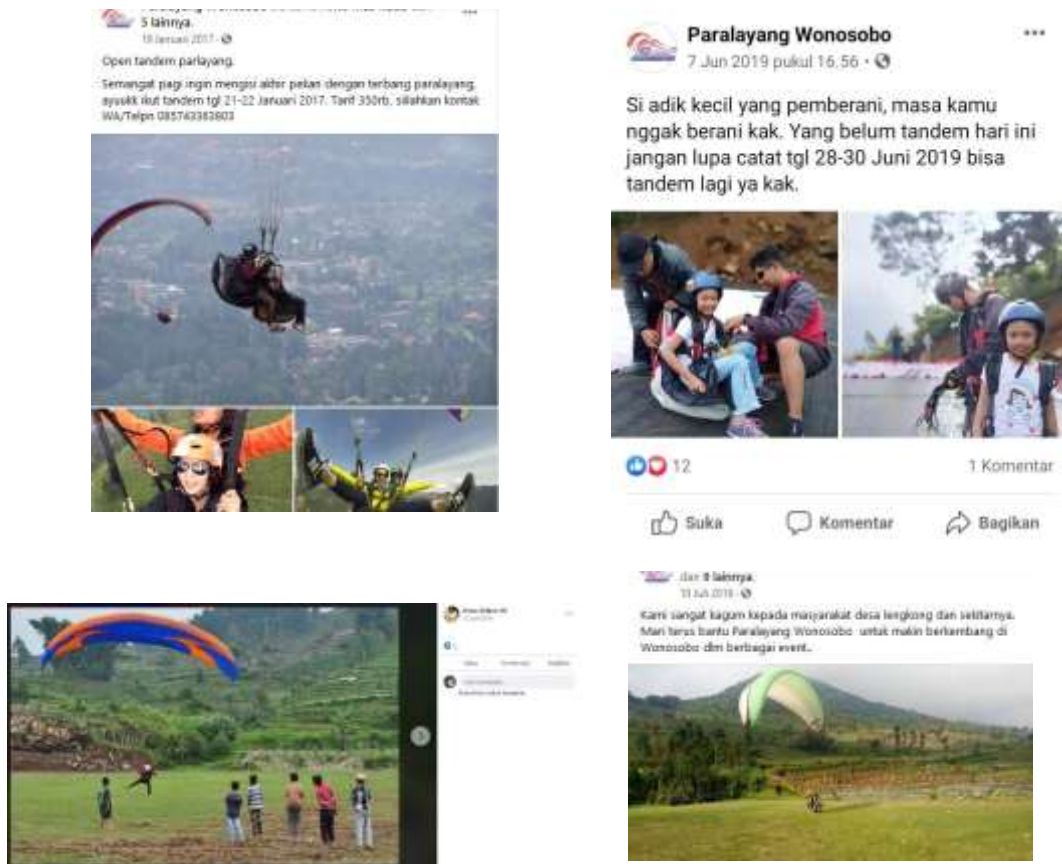 5 lainnya.
Open tandem parlayang.
Semangat pagi ingin mengisi akhir pekan dengan terbang paralayang,
ayuukk ikut tandem tgl 21-22 Januari 2017. Tarif 350rb, sillahkan kontak
WA/Telpn 085743363803
Paralayang Wonosobo
7 Jun 2019 pukul 16.56
Si adik kecil yang pemberani, masa kamu
nggak berani kak. Yang belum tandem hari ini
jangan lupa catat tgl 28-30 Juni 2019 bisa
tandem lagi ya kak.
12
1 Komentar
Suka
Komentar
Bagikan
lainnya.
Kami sangat kagum kepada masyarakat desa lengkong dan sekitarnya.
Mari terus bantu Paralayang Wonosobo untuk makin berkembang di
Wonosobo dlm berbagai event..